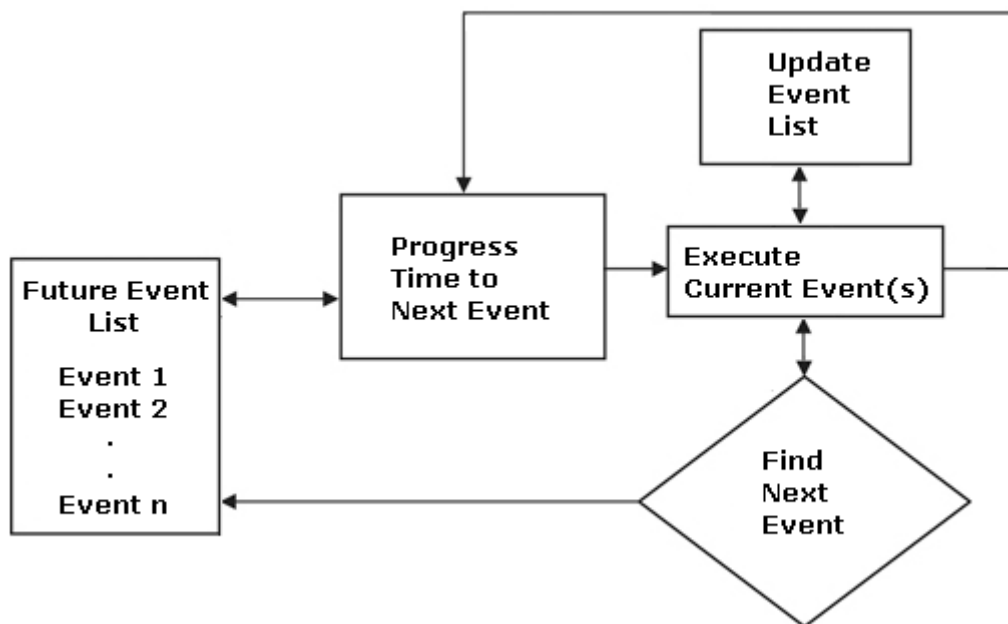 Update
Event
List
Progress
Time to
Next Event
Execute
Current Event(s)
Future Event
List
Event 1
Event 2
.
.
Event n
Find
Next
Event